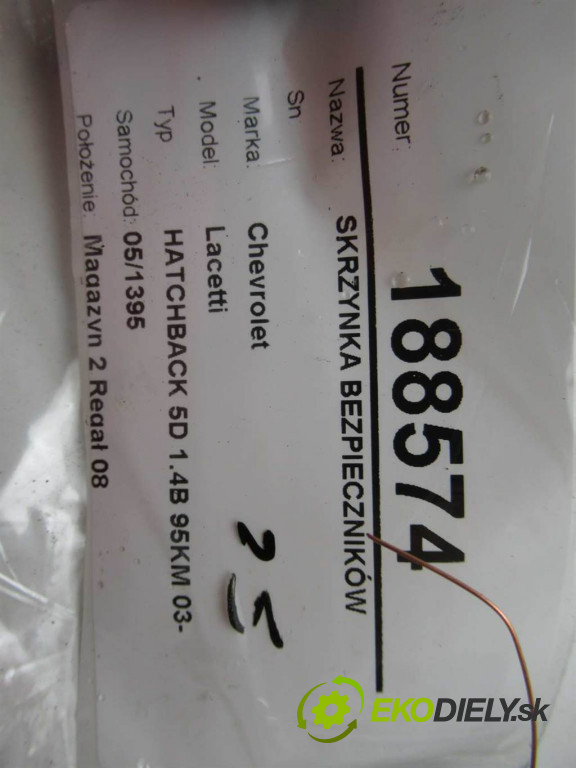 Numer: 188574
Nazwa: SKRZYNKA BEZPIECZNIKÓW
Sn
Marka: Chevrolet
Model: Lacetti
Typ HATCHBACK 5D 1.4B 95KM 03-
Samochód: 05/1395
Położenie: Magazyn 2 Regał 08
EKODIELY.sk